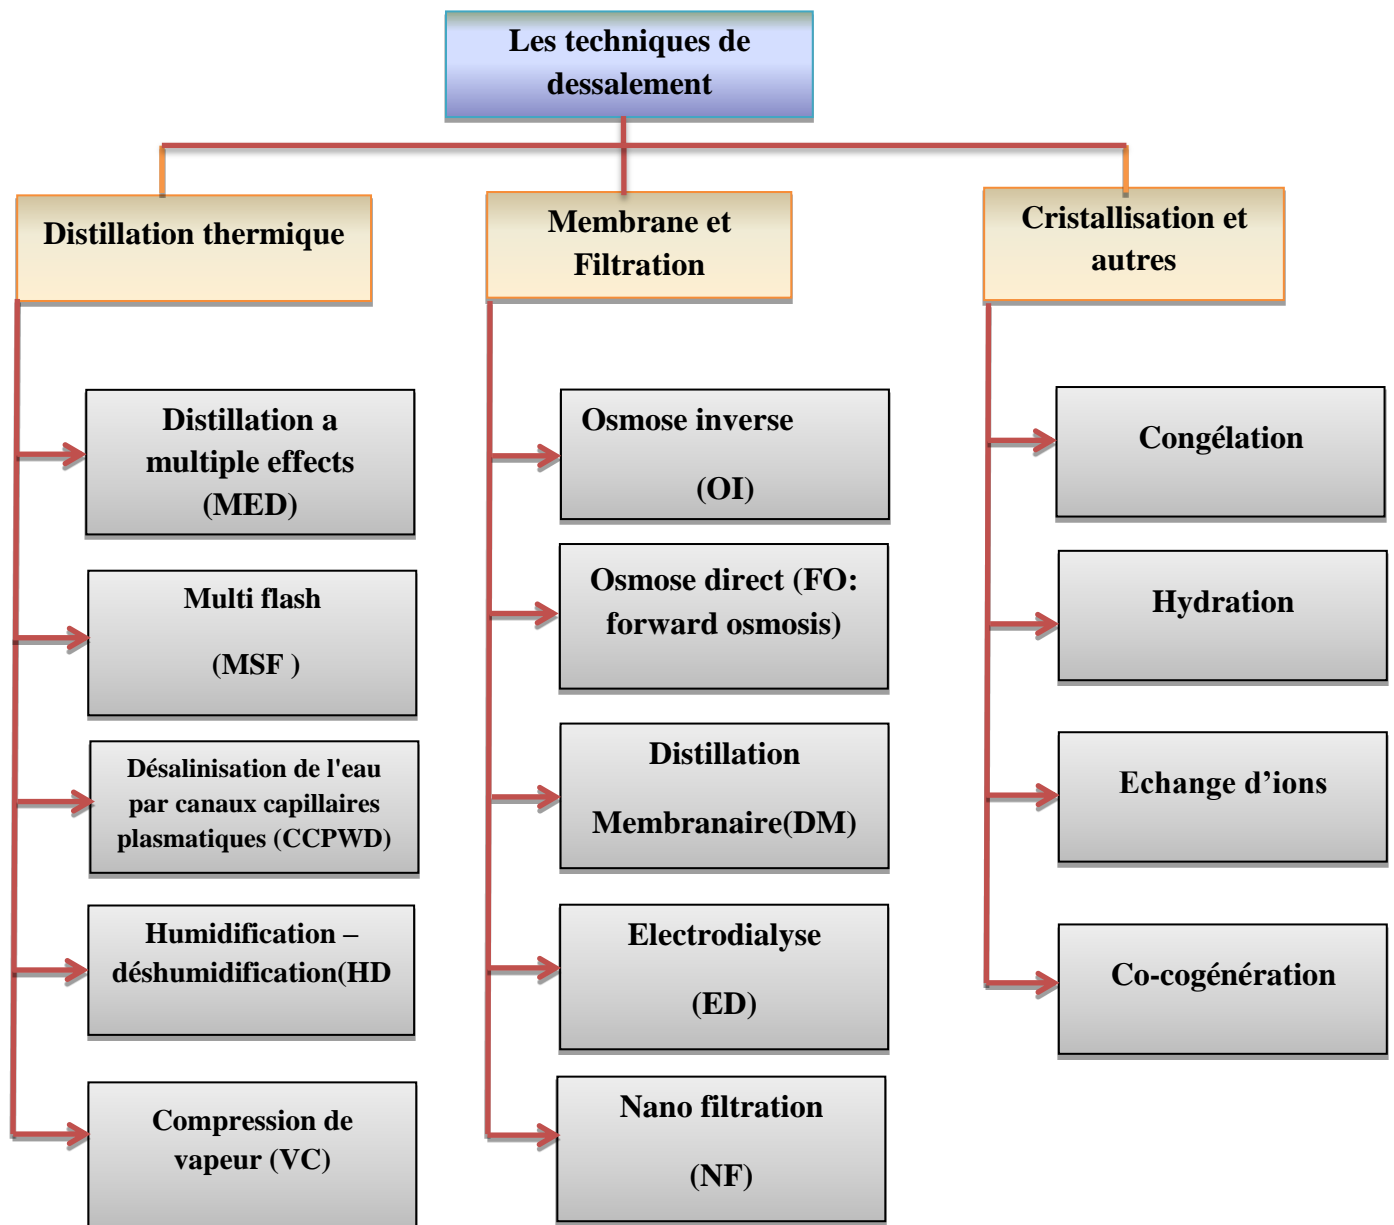 Les techniques de
dessalement
Distillation thermique
Membrane et
Filtration
Cristallisation et
autres
Distillation a
multiple effects
(MED)
Multi flash
(MSF )
Désalinisation de l'eau
par canaux capillaires
plasmatiques (CCPWD)
Humidification –
déshumidification(HD
Compression de
vapeur (VC)
Osmose inverse
(OI)
Osmose direct (FO:
forward osmosis)
Distillation
Membranaire(DM)
Electrodialyse
(ED)
Nano filtration
(NF)
Congélation
Hydration
Echange d’ions
Co-cogénération